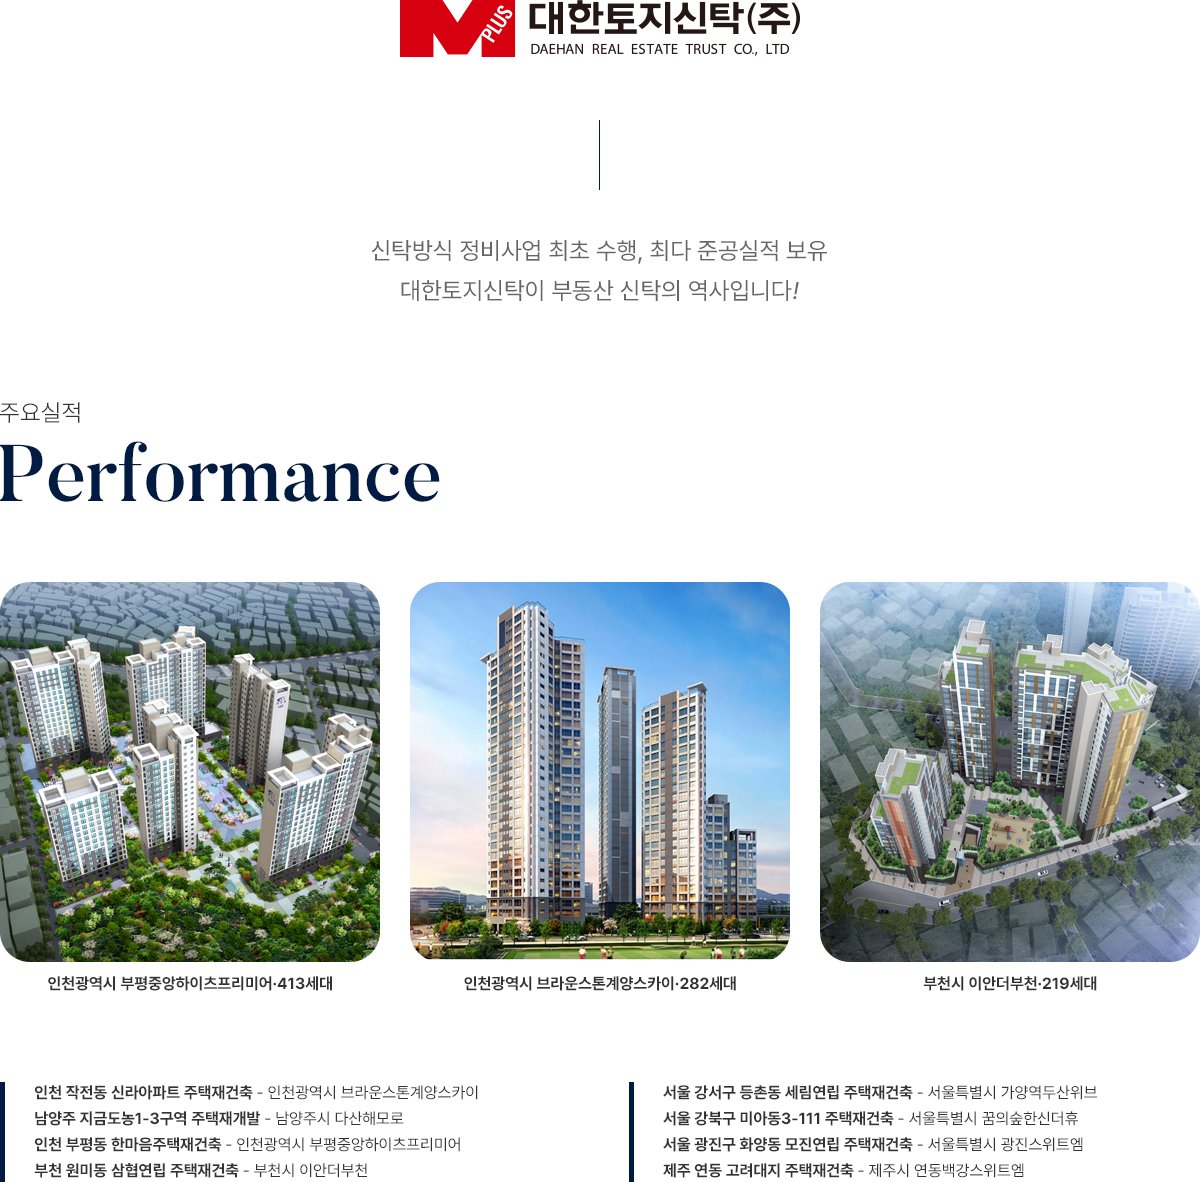 M PLUS 대한토지신탁(주)
DAEHAN REAL ESTATE TRUST CO., LTD
신탁방식 정비사업 최초 수행, 최다 준공실적 보유
대한토지신탁이 부동산 신탁의 역사입니다!
주요실적
Performance
인천광역시 부평중앙하이츠프리미어·413세대
인천광역시 브라운스톤계양스카이·282세대
부천시 이안더부천·219세대
인천 작전동 신라아파트 주택재건축 - 인천광역시 브라운스톤계양스카이
남양주 지금도농1-3구역 주택재개발 - 남양주시 다산해모로
인천 부평동 한마음주택재건축 - 인천광역시 부평중앙하이츠프리미어
부천 원미동 삼협연립 주택재건축 - 부천시 이안더부천
서울 강서구 등촌동 세림연립 주택재건축 - 서울특별시 가양역두산위브
서울 강북구 미아동3-111 주택재건축 - 서울특별시 꿈의숲한신더휴
서울 광진구 화양동 모진연립 주택재건축 - 서울특별시 광진스위트엠
제주 연동 고려대지 주택재건축 - 제주시 연동백강스위트엠